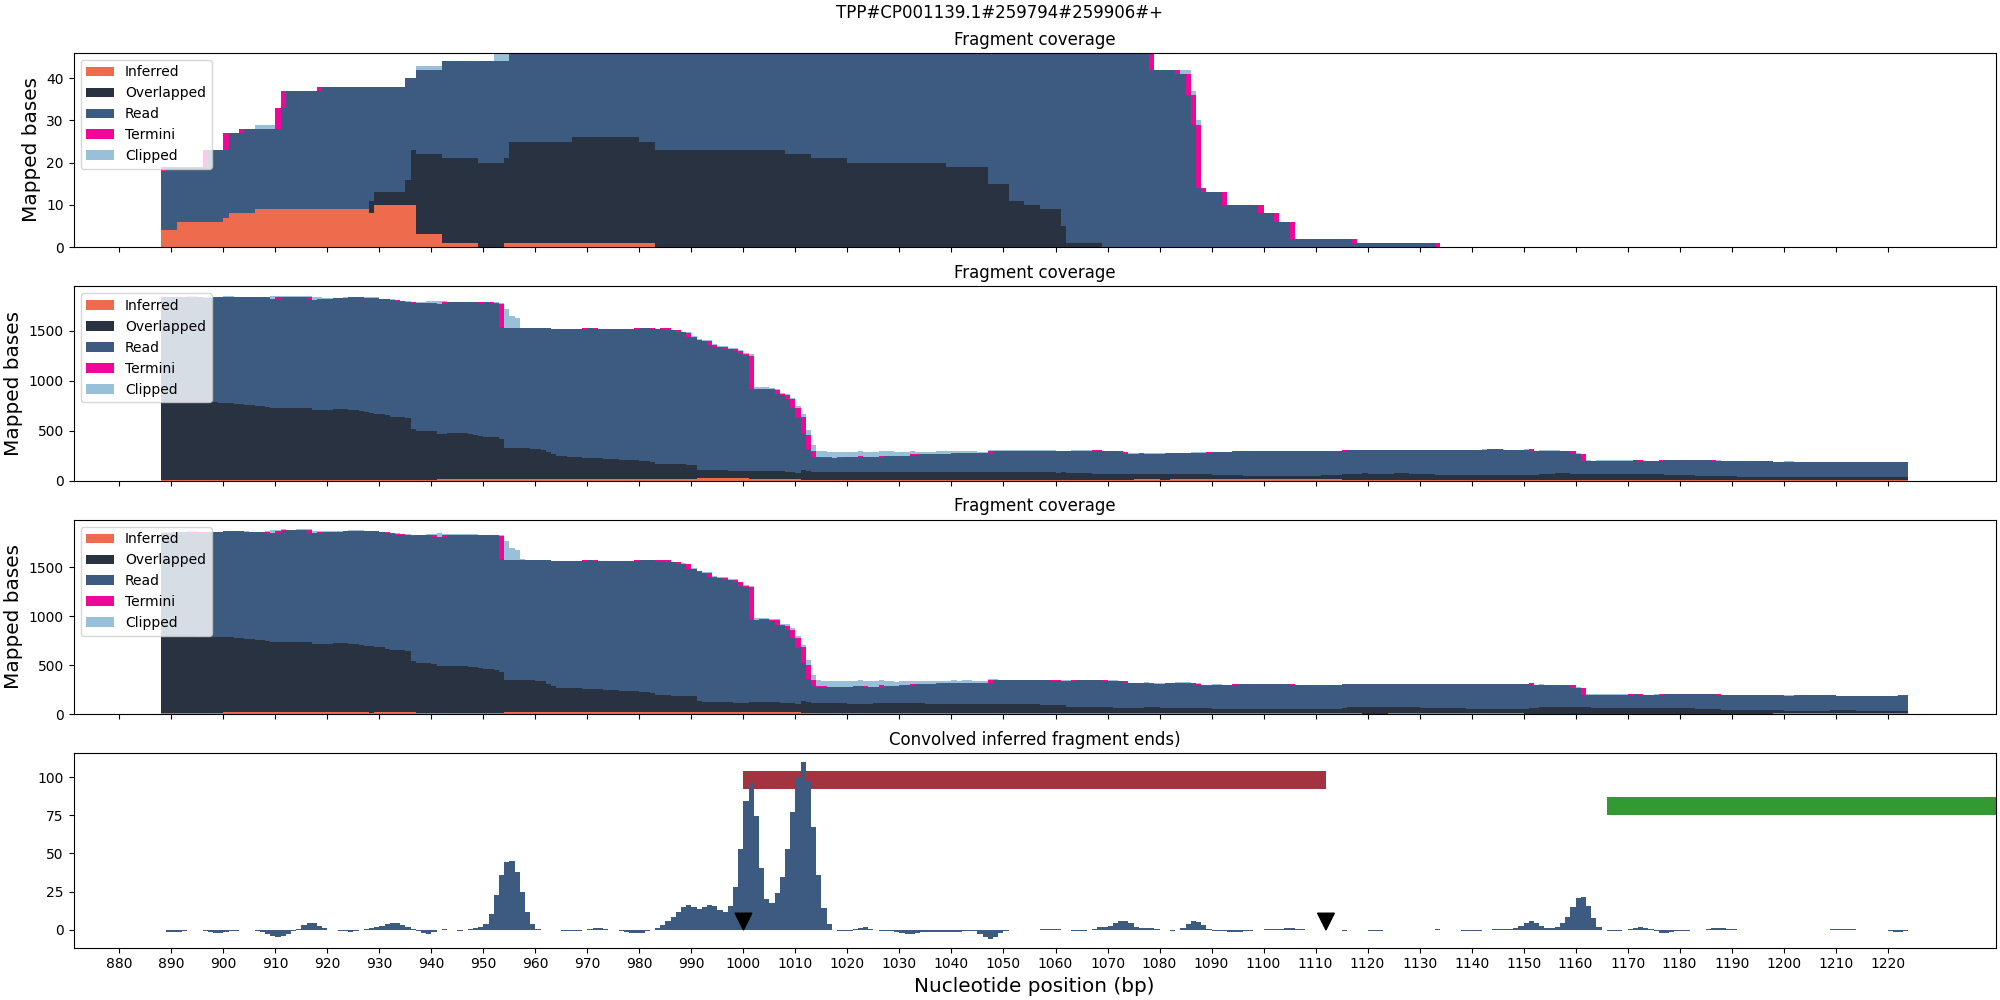 TPP#CP001139.1#259794#259906#+
Fragment coverage
Mapped bases
40
30
20
10
0
Inferred
Overlapped
Read
Termini
Clipped
Fragment coverage
Mapped bases
1500
1000
500
0
Inferred
Overlapped
Read
Termini
Clipped
Fragment coverage
Mapped bases
1500
1000
500
0
Inferred
Overlapped
Read
Termini
Clipped
Convolved inferred fragment ends)
100
75
50
25
0
880 890 900 910 920 930 940 950 960 970 980 990 1000 1010 1020 1030 1040 1050 1060 1070 1080 1090 1100 1110 1120 1130 1140 1150 1160 1170 1180 1190 1200 1210 1220
Nucleotide position (bp)